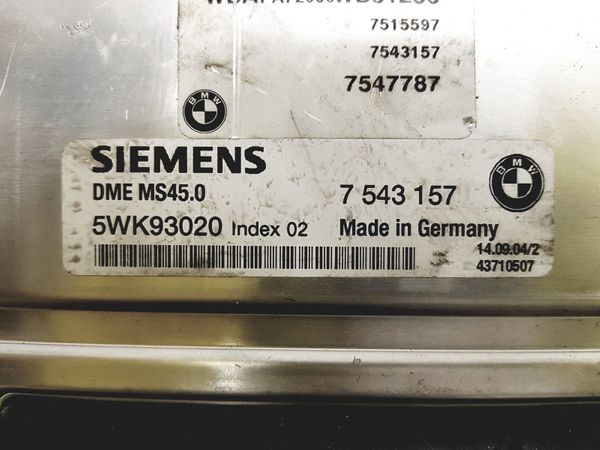 7515597
7543157
7547787
BMW
SIEMENS
DME MS45.0
7 543 157
BMW
5WK93020 Index 02
Made in Germany
14.09.04/2
43710507